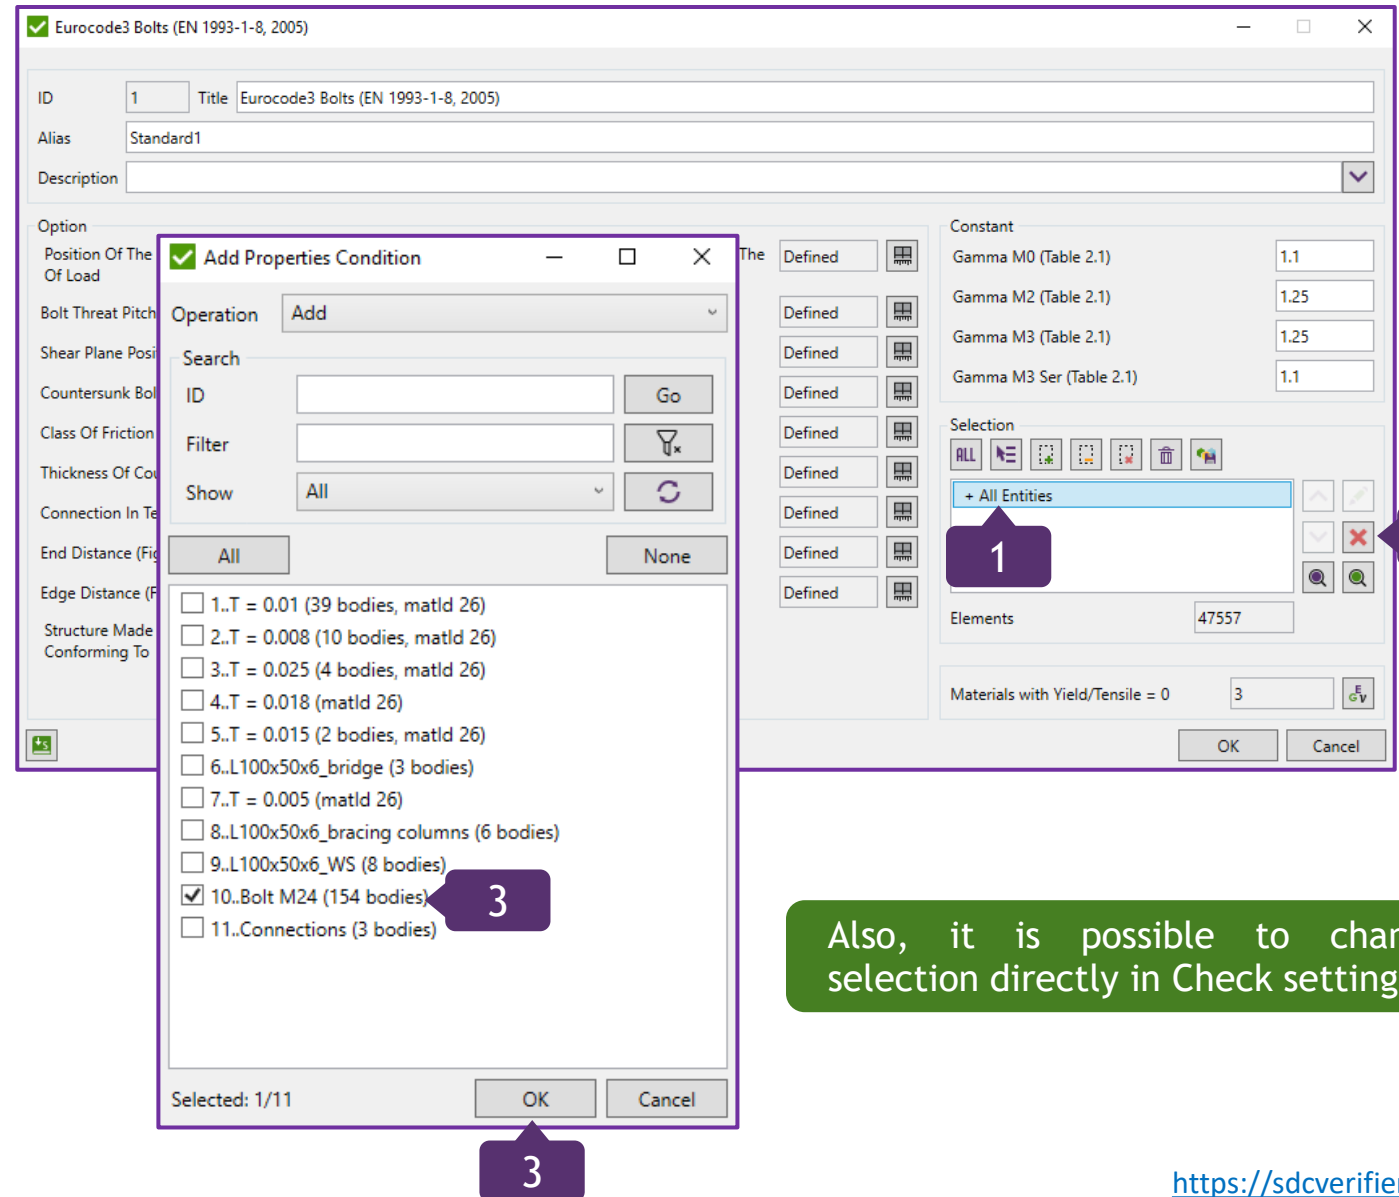 Eurocode3 Bolts (EN 1993-1-8, 2005)
ID 1 Title Eurocode3 Bolts (EN 1993-1-8, 2005)
Alias Standard1
Description
Option
Position Of The
Of Load
The Defined
Bolt Threat Pitch Defined
Shear Plane Posi Defined
Countersunk Bol Defined
Class Of Friction Defined
Thickness Of Cou Defined
Connection In Te Defined
End Distance (Fig Defined
Edge Distance (F Defined
Structure Made
Conforming To
Constant
Gamma M0 (Table 2.1) 1.1
Gamma M2 (Table 2.1) 1.25
Gamma M3 (Table 2.1) 1.25
Gamma M3 Ser (Table 2.1) 1.1
Selection
ALL
+ All Entities
1
Elements 47557
Materials with Yield/Tensile = 0 3
OK Cancel
Add Properties Condition
Operation Add
Search
ID Go
Filter
Show All
All None
1..T = 0.01 (39 bodies, matId 26)
2..T = 0.008 (10 bodies, matId 26)
3..T = 0.025 (4 bodies, matId 26)
4..T = 0.018 (matId 26)
5..T = 0.015 (2 bodies, matId 26)
6..L100x50x6_bridge (3 bodies)
7..T = 0.005 (matId 26)
8..L100x50x6_bracing columns (6 bodies)
9..L100x50x6_WS (8 bodies)
10..Bolt M24 (154 bodies) 3
11..Connections (3 bodies)
Selected: 1/11 OK Cancel
3
Also, it is possible to chan
selection directly in Check setting
https://sdcverifier